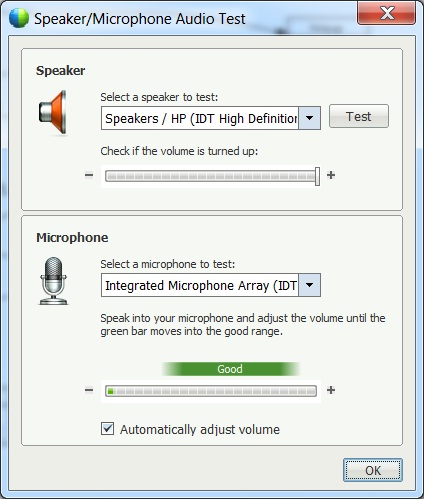 Speaker/Microphone Audio Test
Speaker
Select a speaker to test:
Speakers / HP (IDT High Definition
Test
Check if the volume is turned up:
Microphone
Select a microphone to test:
Integrated Microphone Array (IDT
Speak into your microphone and adjust the volume until the
green bar moves into the good range.
Good
Automatically adjust volume
OK